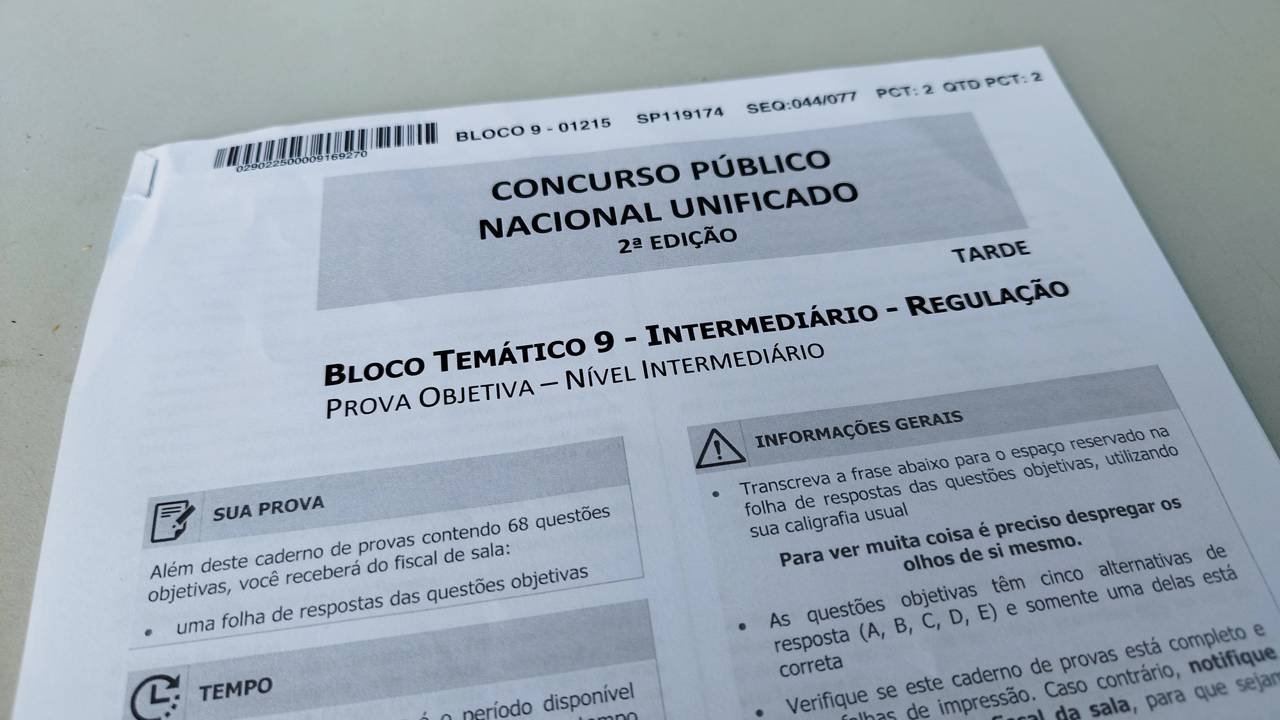 BLOCO 9 - 01215 SP119174 SEQ:044/077 PCT: 2 QTD PCT: 2
029022500009169270
CONCURSO PÚBLICO
NACIONAL UNIFICADO
2ª EDIÇÃO
TARDE
BLOCO TEMÁTICO 9 - INTERMEDIÁRIO - REGULAÇÃO
PROVA OBJETIVA – NÍVEL INTERMEDIÁRIO
SUA PROVA
Além deste caderno de provas contendo 68 questões
objetivas, você receberá do fiscal de sala:
• uma folha de respostas das questões objetivas
TEMPO
o período disponível
INFORMAÇÕES GERAIS
• Transcreva a frase abaixo para o espaço reservado na
folha de respostas das questões objetivas, utilizando
sua caligrafia usual
Para ver muita coisa é preciso despregar os
olhos de si mesmo.
• As questões objetivas têm cinco alternativas de
resposta (A, B, C, D, E) e somente uma delas está
correta
• Verifique se este caderno de provas está completo e
de impressão. Caso contrário, notifique
da sala, para que sejam